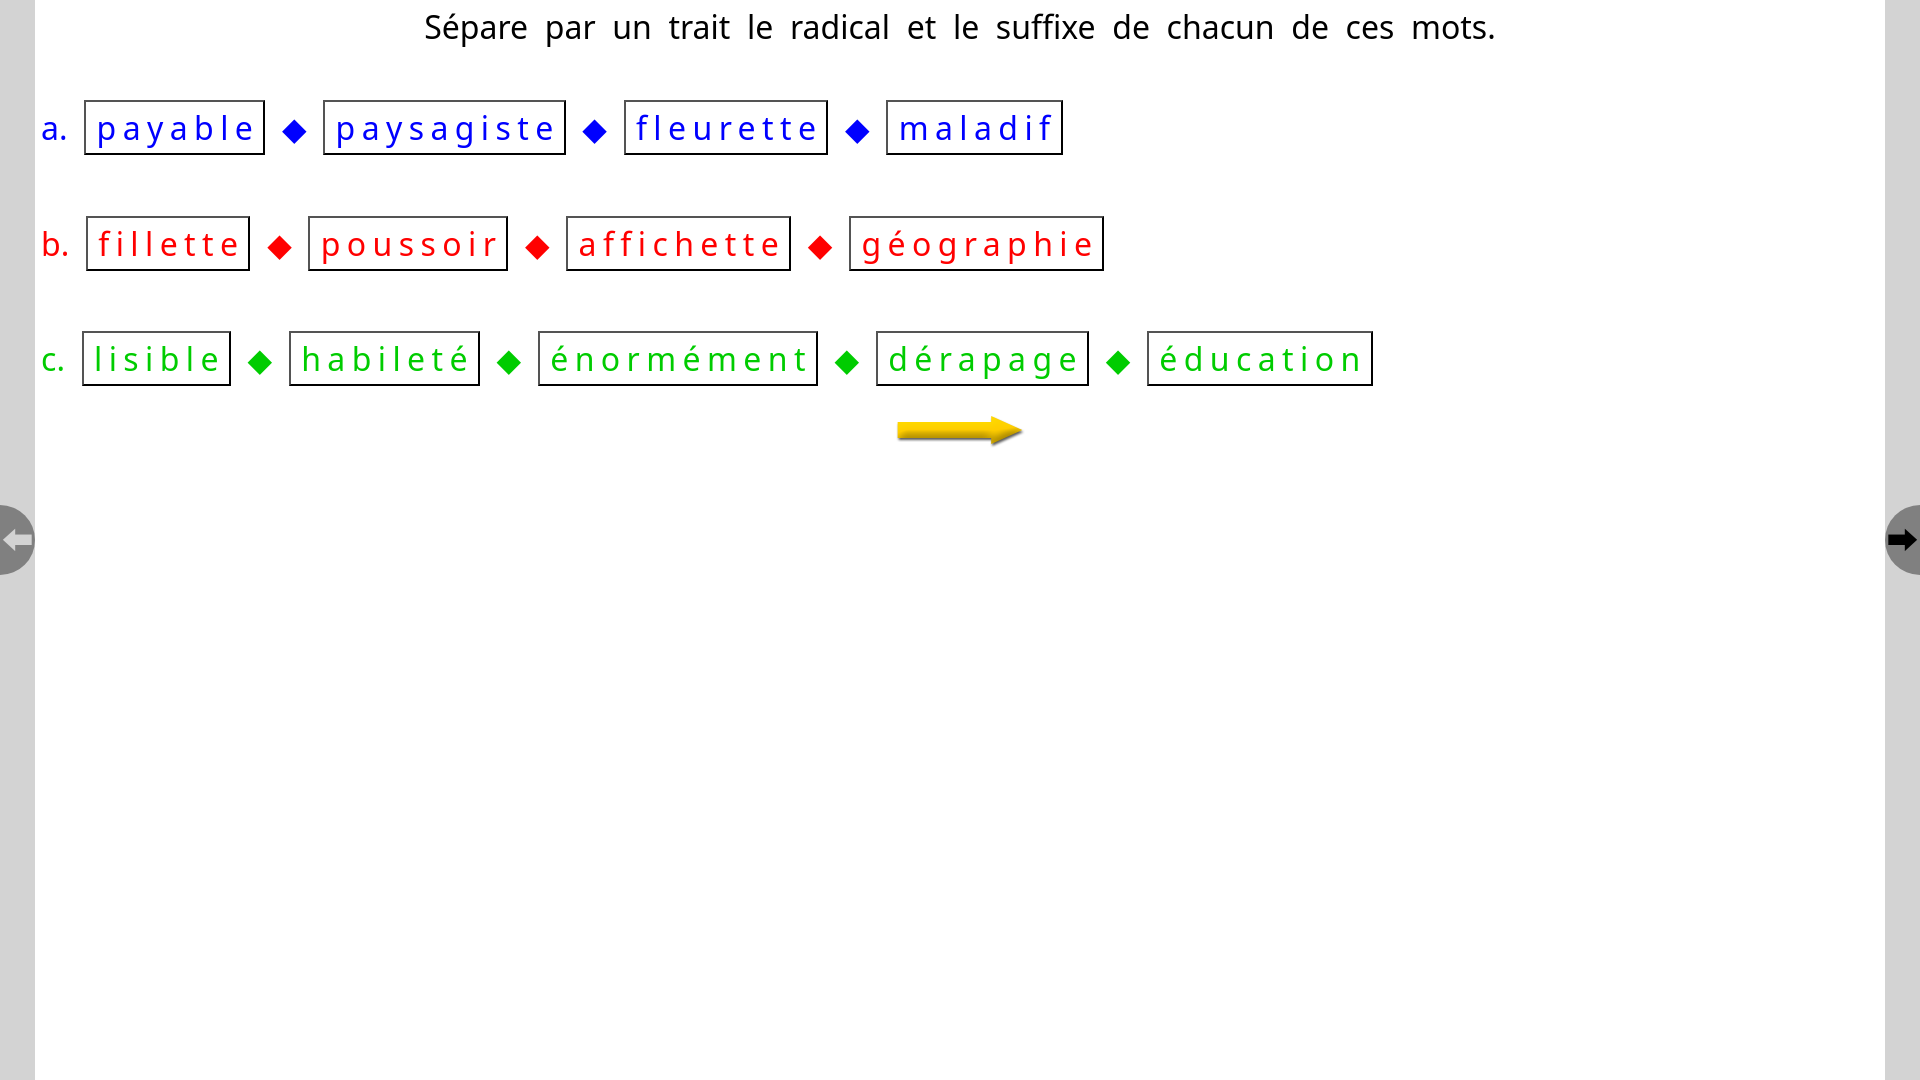 Sépare par un trait le radical et le suffixe de chacun de ces mots.
a. payable ◆ paysagiste ◆ fleurette ◆ maladif
b. fillette ◆ poussoir ◆ affichette ◆ géographie
c. lisible ◆ habileté ◆ énormément ◆ dérapage ◆ éducation